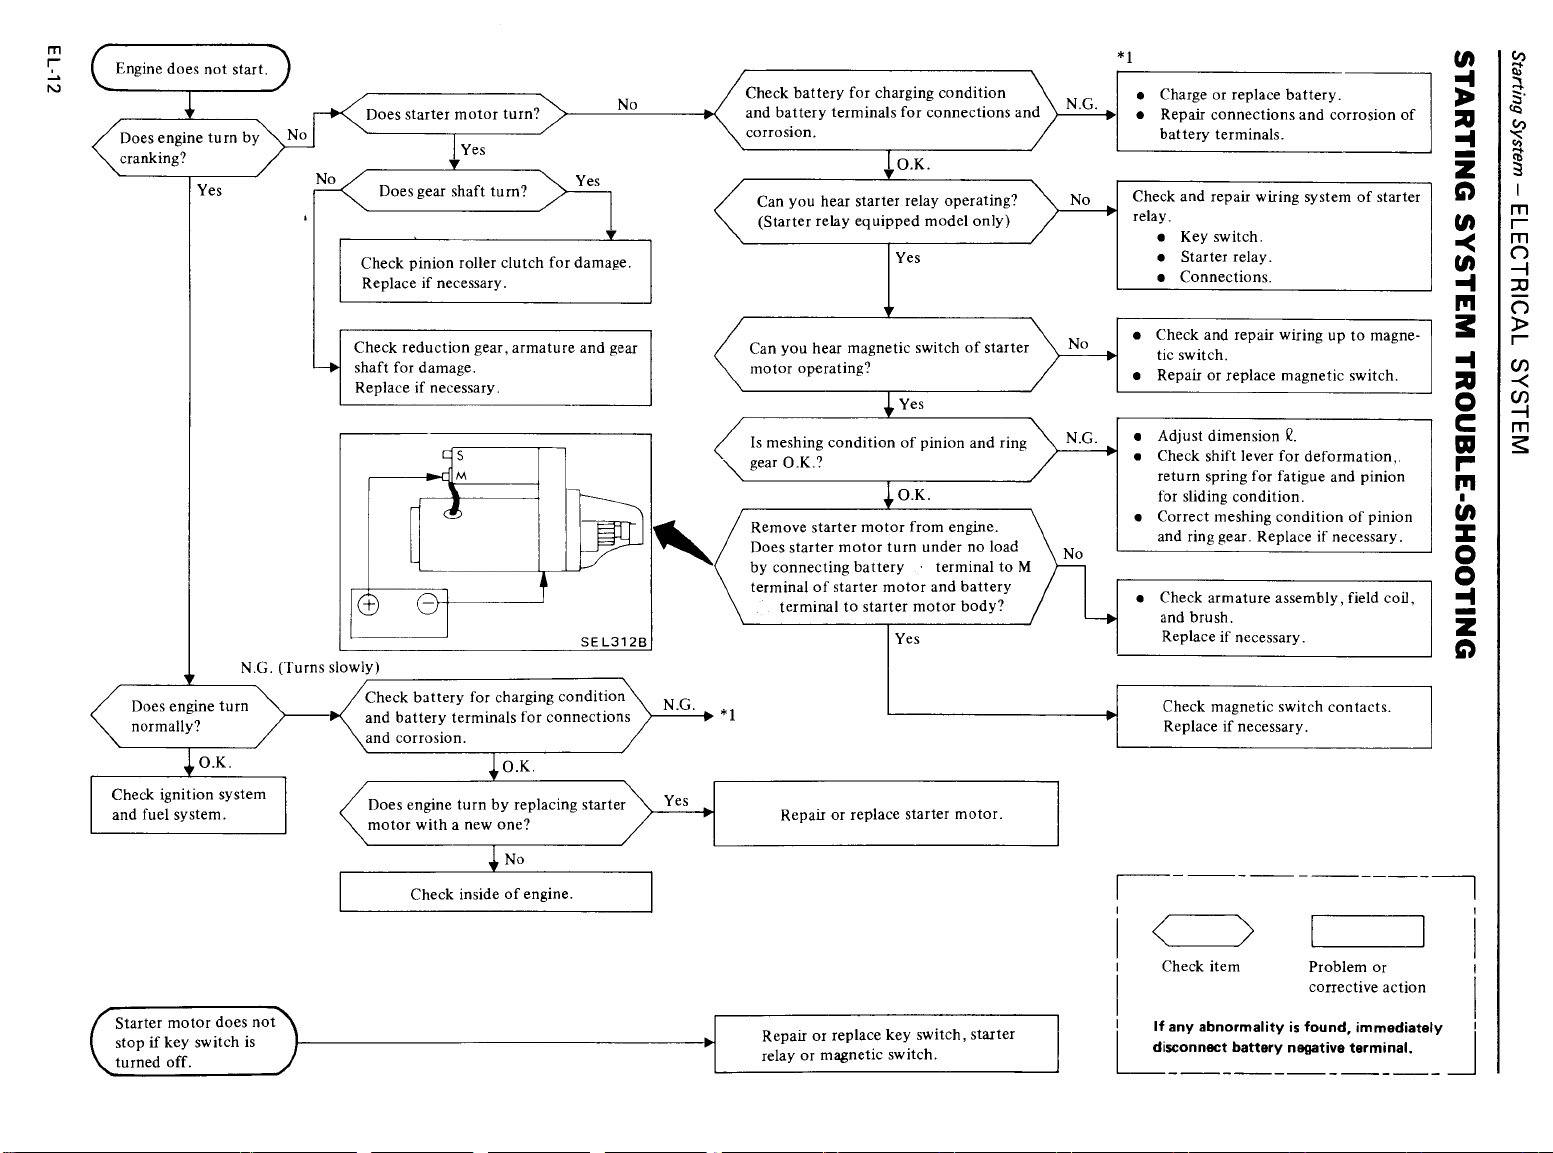 EL-12
Starting System – ELECTRICAL SYSTEM
STARTING SYSTEM TROUBLE-SHOOTING
Engine does not start.
Does engine turn by
cranking?
No
Yes
Does starter motor turn?
No
Yes
Does gear shaft turn?
No
Yes
Check pinion roller clutch for damage.
Replace if necessary.
Check reduction gear, armature and gear
shaft for damage.
Replace if necessary.
S
M
+
−
SEL312B
Check battery for charging condition
and battery terminals for connections and
corrosion.
N.G.
O.K.
*1
• Charge or replace battery.
• Repair connections and corrosion of
battery terminals.
Can you hear starter relay operating?
(Starter relay equipped model only)
No
Yes
Check and repair wiring system of starter
relay.
• Key switch.
• Starter relay.
• Connections.
Can you hear magnetic switch of starter
motor operating?
No
Yes
• Check and repair wiring up to magne-
tic switch.
• Repair or replace magnetic switch.
Is meshing condition of pinion and ring
gear O.K.?
N.G.
O.K.
• Adjust dimension ℓ.
• Check shift lever for deformation,
return spring for fatigue and pinion
for sliding condition.
• Correct meshing condition of pinion
and ring gear. Replace if necessary.
Remove starter motor from engine.
Does starter motor turn under no load
by connecting battery terminal to M
terminal of starter motor and battery
terminal to starter motor body?
No
Yes
• Check armature assembly, field coil,
and brush.
Replace if necessary.
Check magnetic switch contacts.
Replace if necessary.
N.G. (Turns slowly)
Does engine turn
normally?
O.K.
Check ignition system
and fuel system.
Check battery for charging condition
and battery terminals for connections
and corrosion.
N.G.
*1
O.K.
Does engine turn by replacing starter
motor with a new one?
Yes
Repair or replace starter motor.
No
Check inside of engine.
Starter motor does not
stop if key switch is
turned off.
Repair or replace key switch, starter
relay or magnetic switch.
Check item
Problem or
corrective action
If any abnormality is found, immediately
disconnect battery negative terminal.